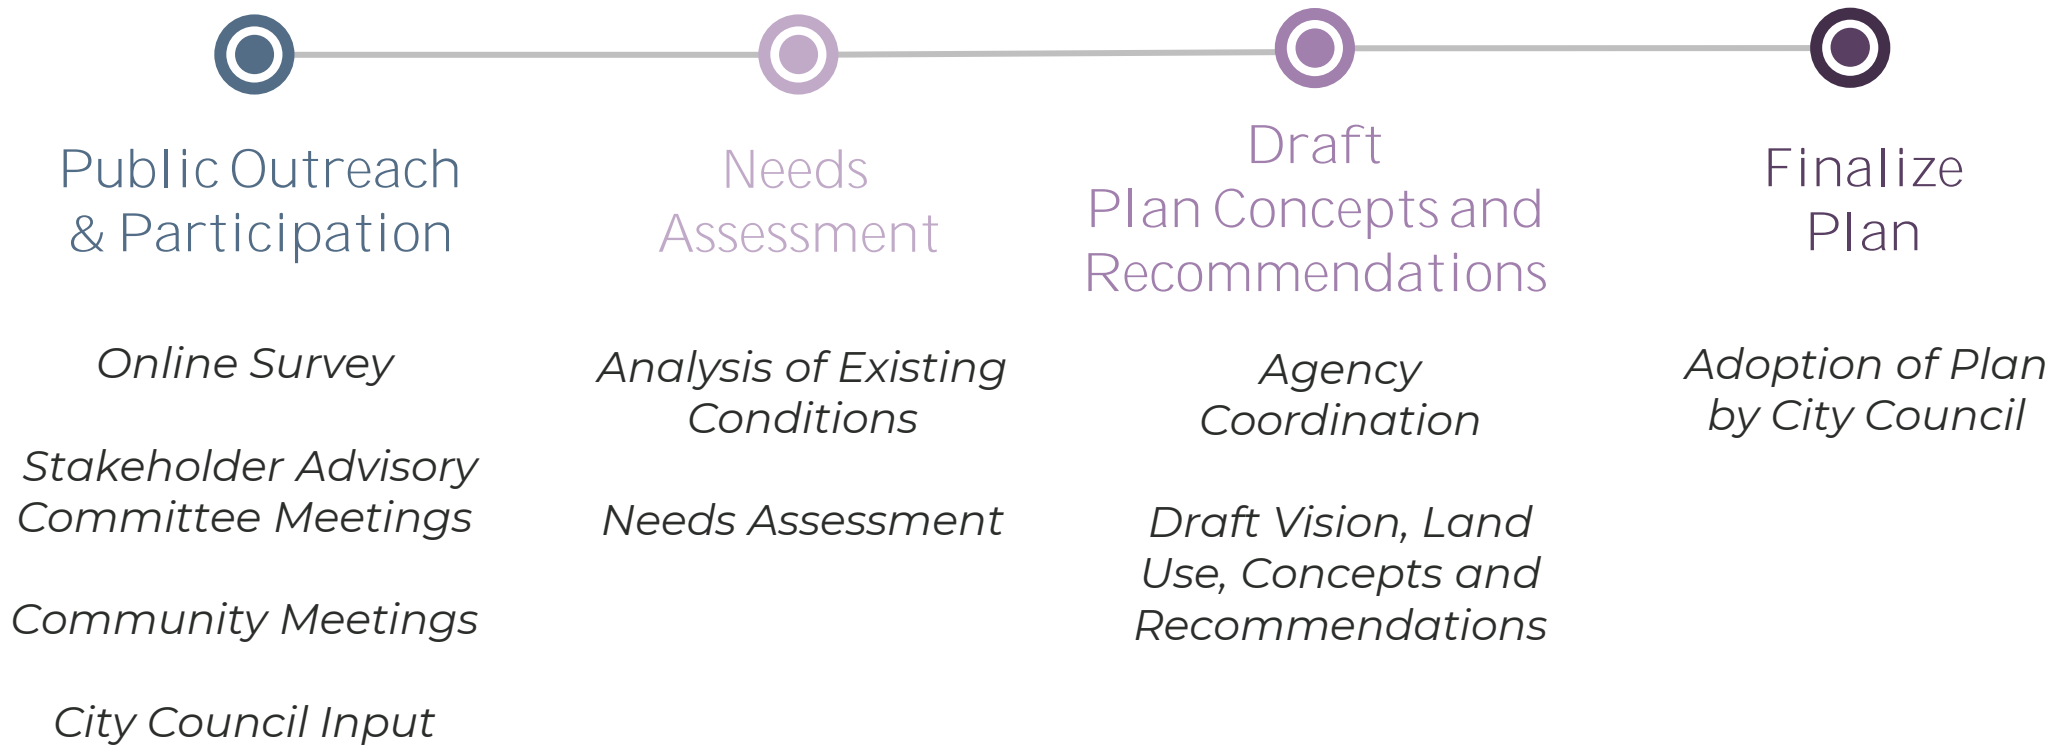 Public Outreach
& Participation
Online Survey
Stakeholder Advisory
Committee Meetings
Community Meetings
City Council Input
Needs
Assessment
Analysis of Existing
Conditions
Needs Assessment
Draft
Plan Concepts and
Recommendations
Agency
Coordination
Draft Vision, Land
Use, Concepts and
Recommendations
Finalize
Plan
Adoption of Plan
by City Council